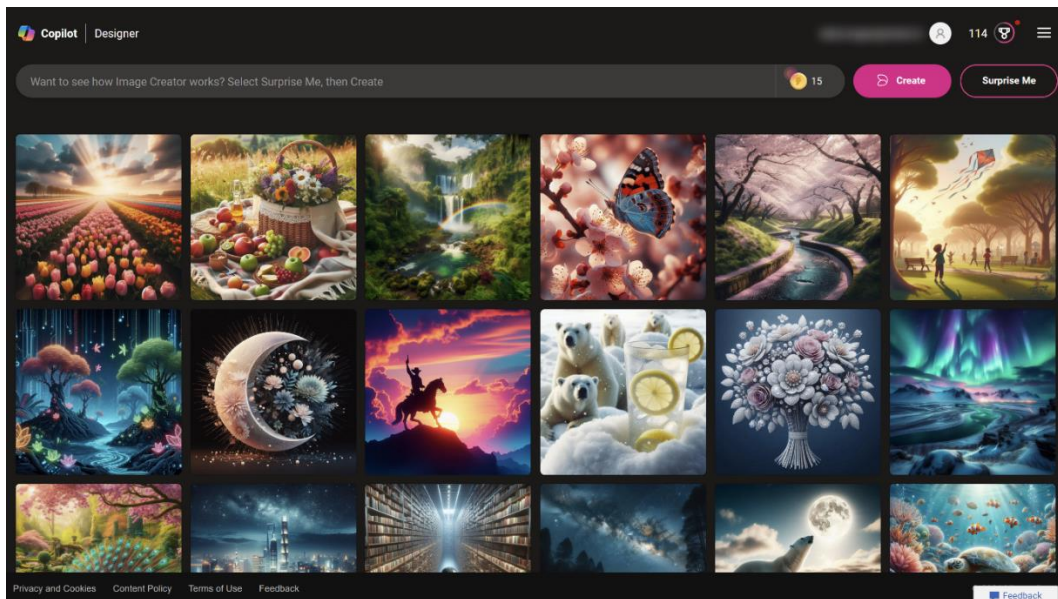 Copilot Designer
114
Want to see how Image Creator works? Select Surprise Me, then Create
15
Create
Surprise Me
Privacy and Cookies Content Policy Terms of Use Feedback
Feedback